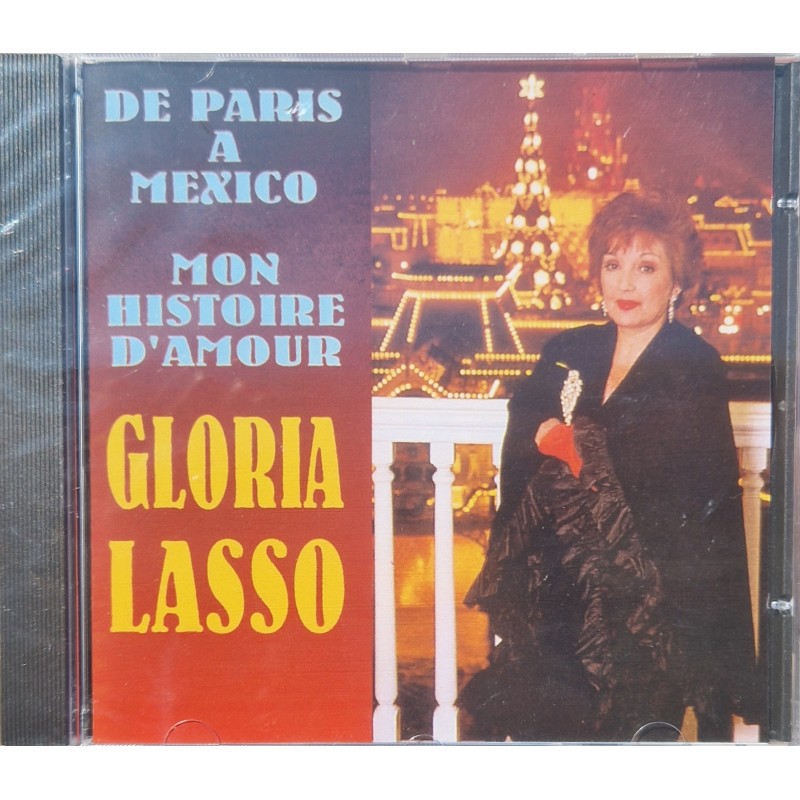 DE PARIS
A
MEXICO
MON
HISTOIRE
D'AMOUR
GLORIA
LASSO